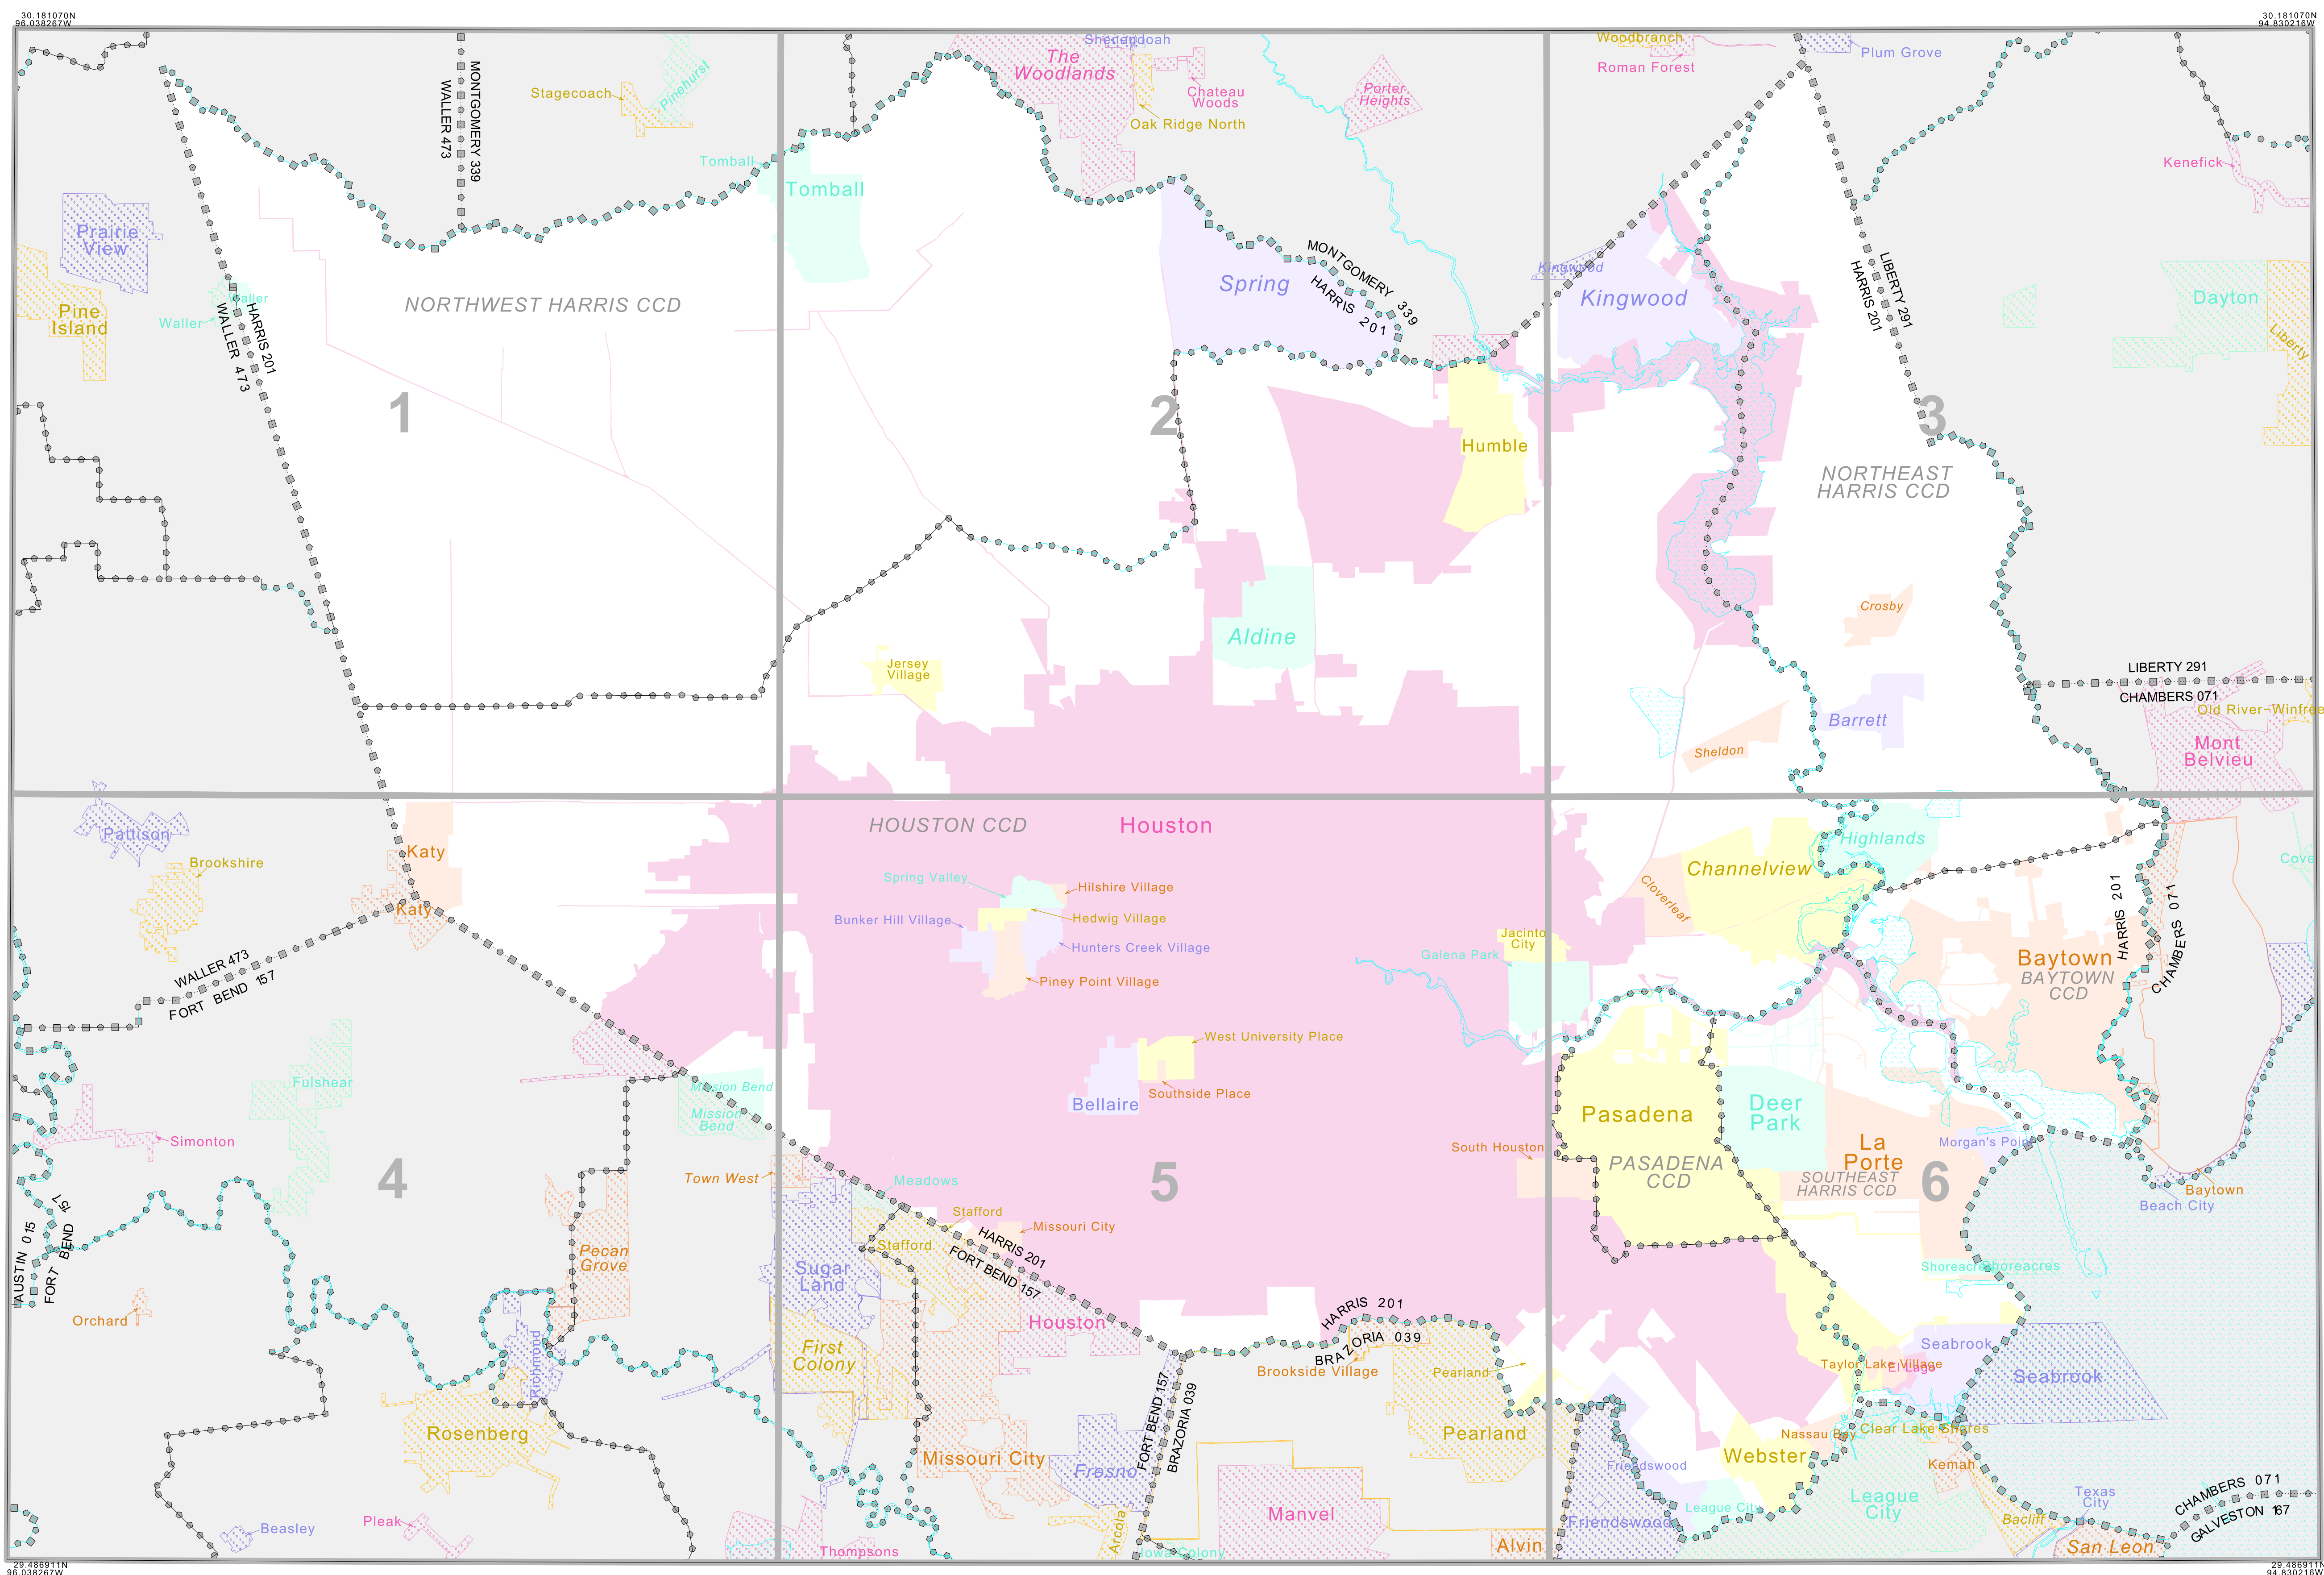 30.181070N
96.038267W
30.181070N
94.830216W
Shenandoah
The
Woodlands
Woodbranch
Roman Forest
Plum Grove
Stagecoach
Pinehurst
MONTGOMERY 339
WALLER 473
Chateau
Woods
Porter
Heights
Oak Ridge North
Tomball
Tomball
Kenefick
Prairie
View
Pine
Island
Waller
Waller
HARRIS 201
WALLER 473
NORTHWEST HARRIS CCD
Spring
MONTGOMERY 339
HARRIS 201
Kingwood
Kingwood
LIBERTY 291
HARRIS 201
Dayton
Liberty
1
2
3
Humble
NORTHEAST
HARRIS CCD
Crosby
Aldine
Jersey
Village
LIBERTY 291
CHAMBERS 071
Old River-Winfree
Barrett
Sheldon
Mont
Belvieu
Pattison
Brookshire
Katy
Katy
HOUSTON CCD
Houston
Highlands
Channelview
Cloverleaf
Cove
Spring Valley
Hilshire Village
Bunker Hill Village
Hedwig Village
Hunters Creek Village
Piney Point Village
Jacinto
City
Galena Park
HARRIS 201
CHAMBERS 071
Baytown
BAYTOWN
CCD
WALLER 473
FORT BEND 157
West University Place
Southside Place
Bellaire
Fulshear
Mission Bend
Mission
Bend
Simonton
Pasadena
Deer
Park
South Houston
PASADENA
CCD
La
Porte
SOUTHEAST
HARRIS CCD
Morgan's Point
4
5
6
Town West
Meadows
Stafford
Stafford
Missouri City
Baytown
Beach City
AUSTIN 015
FORT BEND 157
Pecan
Grove
Sugar
Land
HARRIS 201
FORT BEND 157
Shoreacres
Shoreacres
Orchard
Houston
HARRIS 201
BRAZORIA 039
First
Colony
Brookside Village
Pearland
Richmond
Seabrook
Taylor Lake Village
El Lago
Seabrook
FORT BEND 157
BRAZORIA 039
Rosenberg
Missouri City
Fresno
Pearland
Nassau Bay
Clear Lake Shores
Webster
Friendswood
Kemah
Manvel
League City
League
City
Texas
City
CHAMBERS 071
GALVESTON 167
Beasley
Pleak
Thompsons
Arcola
Iowa Colony
Alvin
Friendswood
Bacliff
San Leon
29.486911N
96.038267W
29.486911N
94.830216W